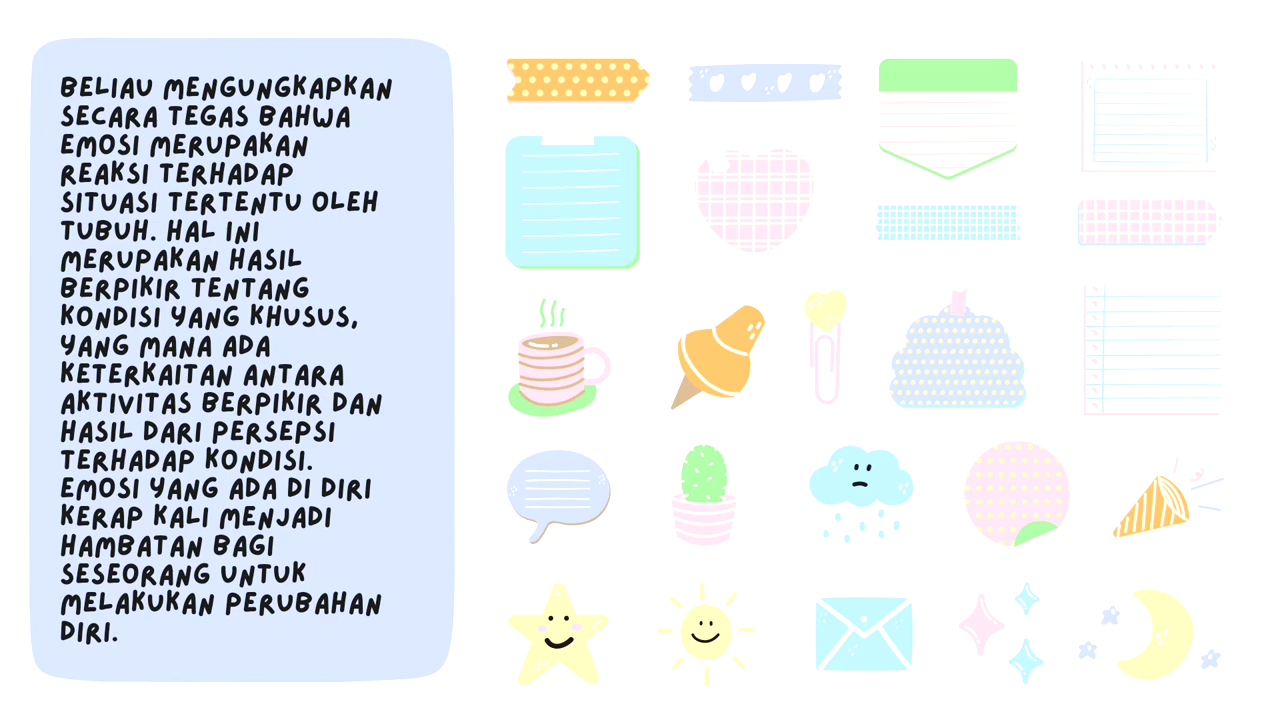 BELIAU MENGUNGKAPKAN
SECARA TEGAS BAHWA
EMOSI MERUPAKAN
REAKSI TERHADAP
SITUASI TERTENTU OLEH
TUBUH. HAL INI
MERUPAKAN HASIL
BERPIKIR TENTANG
KONDISI YANG KHUSUS,
YANG MANA ADA
KETERKAITAN ANTARA
AKTIVITAS BERPIKIR DAN
HASIL DARI PERSEPSI
TERHADAP KONDISI.
EMOSI YANG ADA DI DIRI
KERAP KALI MENJADI
HAMBATAN BAGI
SESEORANG UNTUK
MELAKUKAN PERUBAHAN
DIRI.